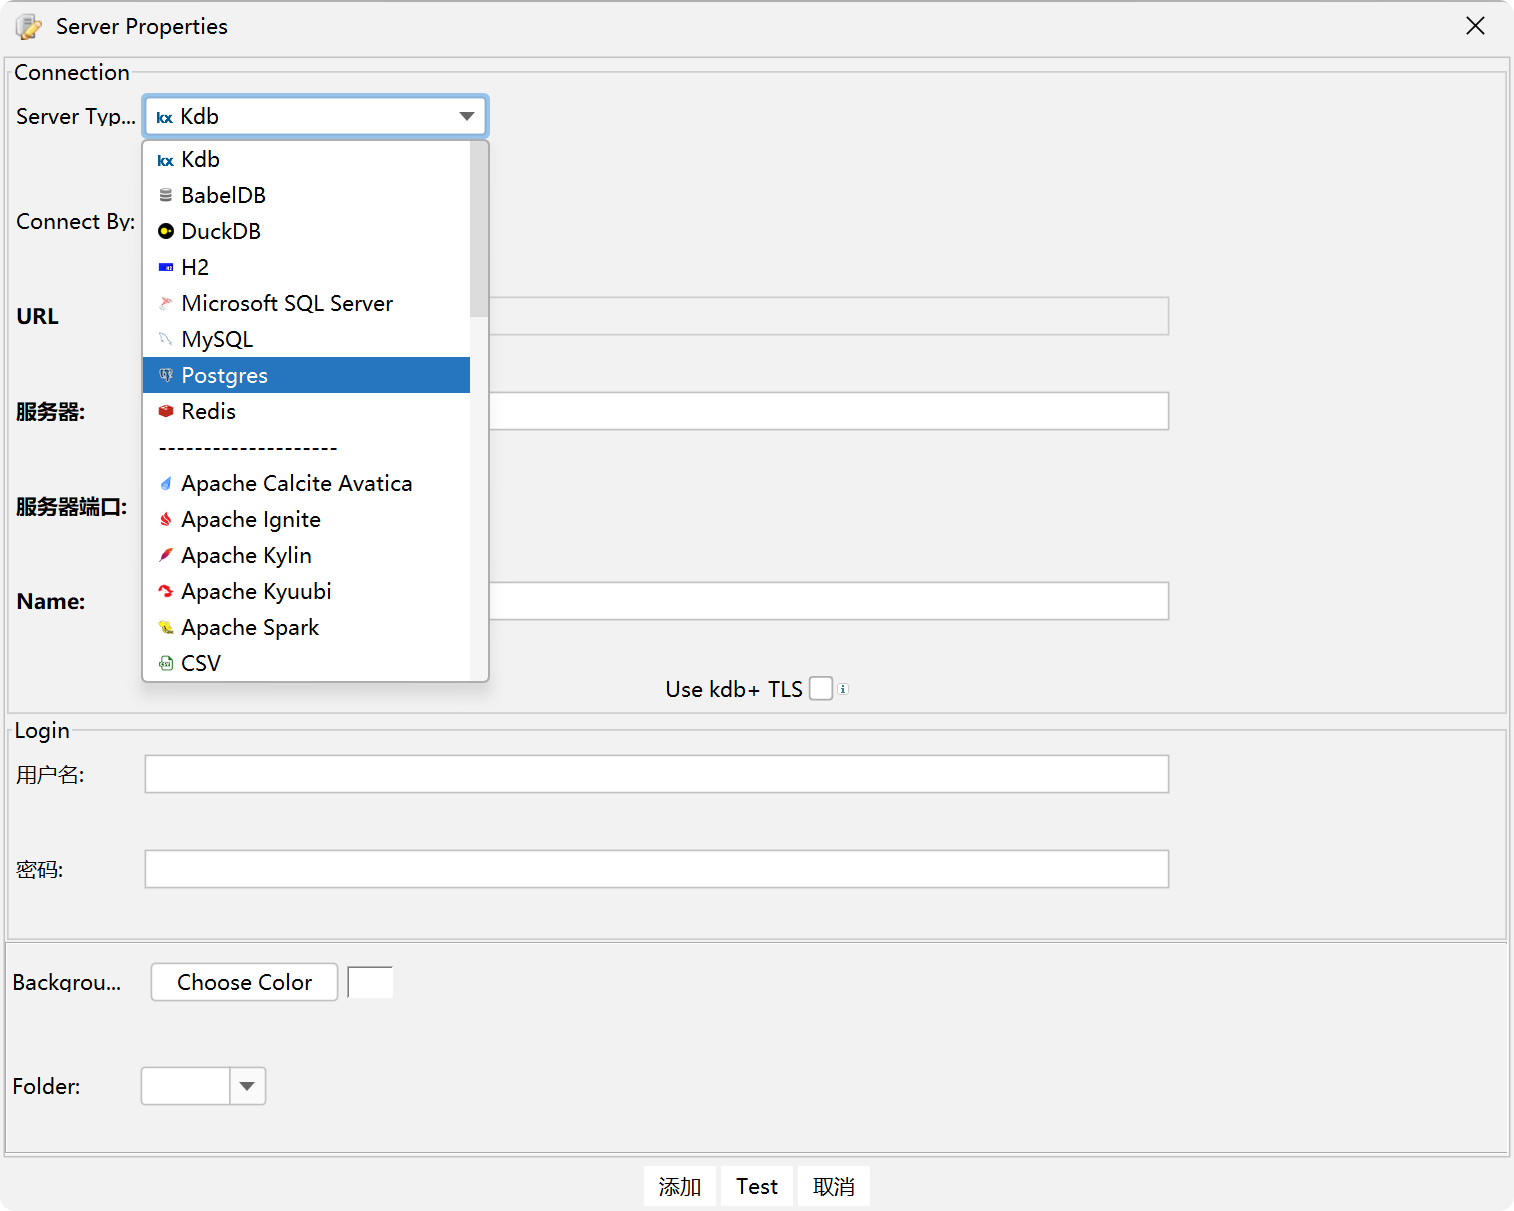 Server Properties
Connection
Server Typ...
kx Kdb
kx Kdb
BabelDB
DuckDB
H2
Microsoft SQL Server
MySQL
Postgres
Redis
--------------------
Apache Calcite Avatica
Apache Ignite
Apache Kylin
Apache Kyuubi
Apache Spark
CSV
Connect By:
URL
服务器:
服务器端口:
Name:
Use kdb+ TLS
Login
用户名:
密码:
Backgrou...
Choose Color
Folder:
添加 Test 取消